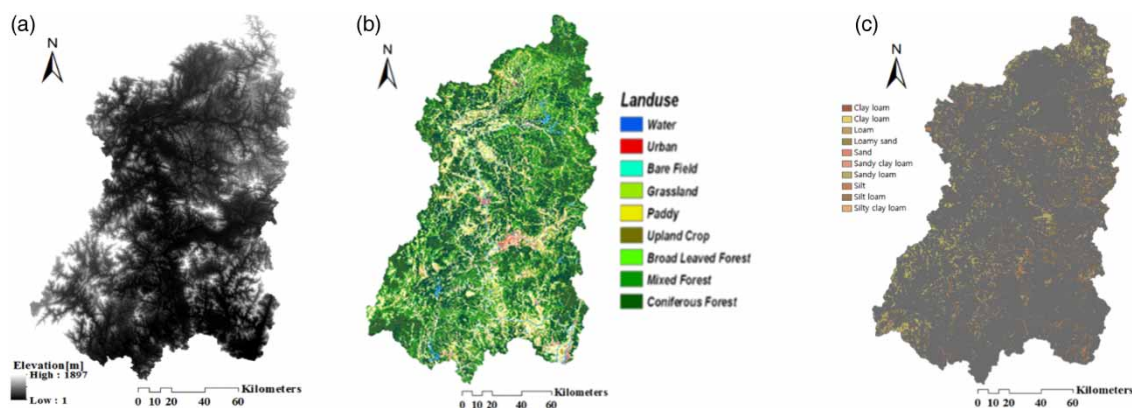 (a)
N
Elevation[m]
High : 1897
Low : 1
Kilometers
0 10 20 40 60
(b)
N
Landuse
Water
Urban
Bare Field
Grassland
Paddy
Upland Crop
Broad Leaved Forest
Mixed Forest
Coniferous Forest
Kilometers
0 10 20 40 60
(c)
N
Clay loam
Clay loam
Loam
Loamy sand
Sand
Sandy clay loam
Sandy loam
Silt
Silt loam
Silty clay loam
Kilometers
0 10 20 40 60